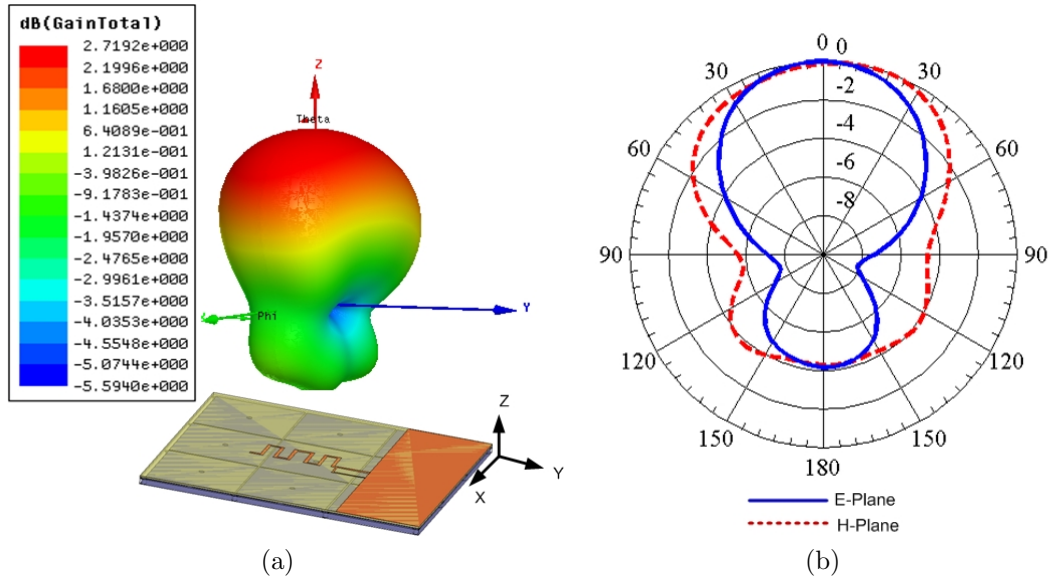 dB(GainTotal)
2.7192e+000
2.1996e+000
1.6800e+000
1.1605e+000
6.4089e-001
1.2131e-001
-3.9826e-001
-9.1783e-001
-1.4374e+000
-1.9570e+000
-2.4765e+000
-2.9961e+000
-3.5157e+000
-4.0353e+000
-4.5548e+000
-5.0744e+000
-5.5940e+000
Z
Theta
Phi
Y
Z
Y
X
(a)
0 0
30 30
-2
-4
60 60
-6
-8
90 90
120 120
150 150
180
E-Plane
H-Plane
(b)